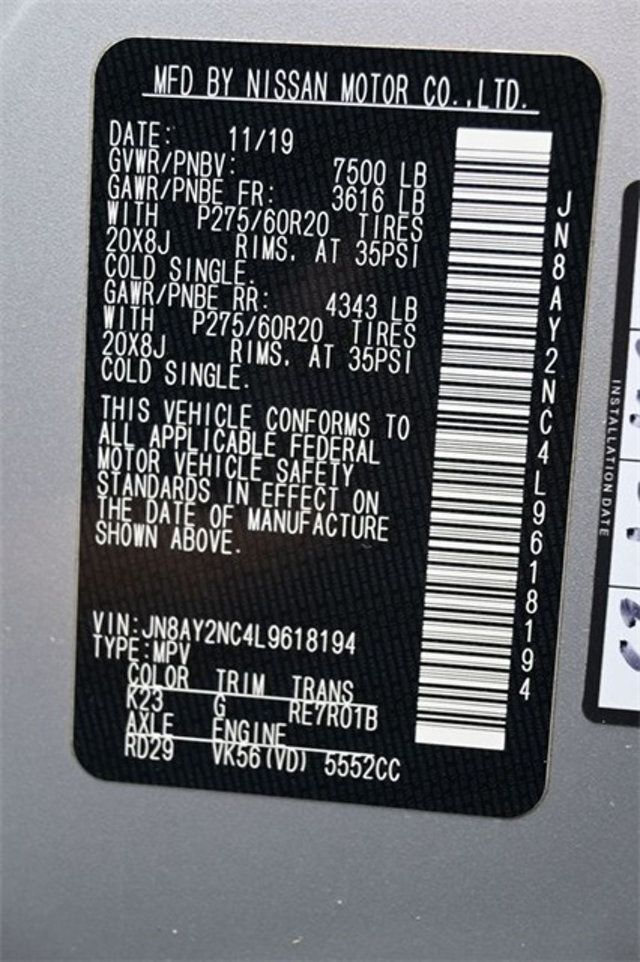 MFD BY NISSAN MOTOR CO.,LTD.
DATE: 11/19
GVWR/PNBV: 7500 LB
GAWR/PNBE FR: 3616 LB
WITH P275/60R20 TIRES
20X8J RIMS. AT 35PSI
COLD SINGLE.
GAWR/PNBE RR: 4343 LB
WITH P275/60R20 TIRES
20X8J RIMS. AT 35PSI
COLD SINGLE.
THIS VEHICLE CONFORMS TO
ALL APPLICABLE FEDERAL
MOTOR VEHICLE SAFETY
STANDARDS IN EFFECT ON
THE DATE OF MANUFACTURE
SHOWN ABOVE.
VIN:JN8AY2NC4L9618194
TYPE:MPV
COLOR TRIM TRANS
K23 G RE7R01B
AXLE ENGINE
RD29 VK56(VD) 5552CC
JN8AY2NC4L9618194
INSTALLATION DATE